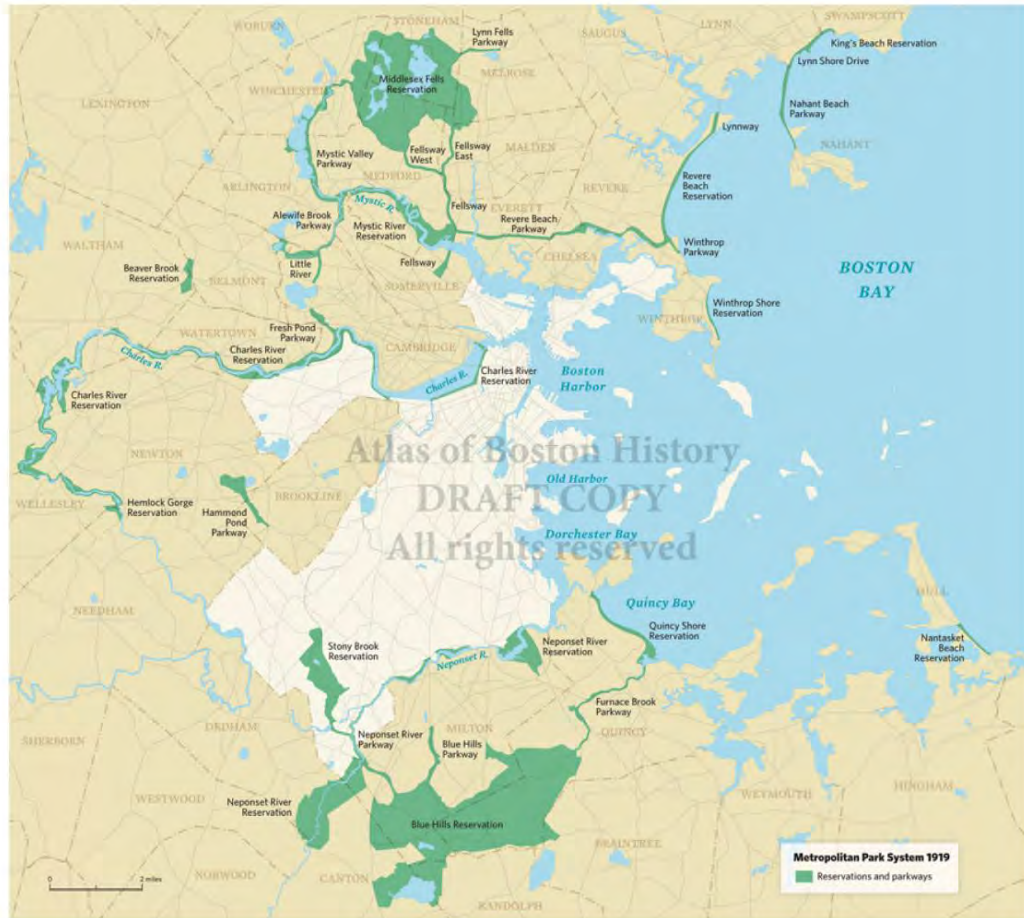 WOBURN
STONEHAM
SAUGUS
LYNN
SWAMPSCOTT
Lynn Fells
Parkway
King's Beach Reservation
Lynn Shore Drive
MELROSE
Middlesex Fells
Reservation
WINCHESTER
LEXINGTON
Nahant Beach
Parkway
Lynnway
NAHANT
Mystic Valley
Parkway
Fellsway
West
Fellsway
East
MALDEN
MEDFORD
ARLINGTON
Revere
Beach
Reservation
REVERE
Mystic R.
Fellsway
EVERETT
Revere Beach
Parkway
Alewife Brook
Parkway
Mystic River
Reservation
WALTHAM
Winthrop
Parkway
CHELSEA
Beaver Brook
Reservation
Little
River
Fellsway
BELMONT
SOMERVILLE
BOSTON
BAY
WINTHROP
Winthrop Shore
Reservation
WATERTOWN
Fresh Pond
Parkway
CAMBRIDGE
Charles R.
Charles River
Reservation
Charles R.
Charles River
Reservation
Boston
Harbor
Charles River
Reservation
Atlas of Boston History
DRAFT COPY
All rights reserved
NEWTON
BROOKLINE
Old Harbor
WELLESLEY
Hemlock Gorge
Reservation
Hammond
Pond
Parkway
Dorchester Bay
Quincy Bay
HULL
NEEDHAM
Quincy Shore
Reservation
Nantasket
Beach
Reservation
Stony Brook
Reservation
Neponset R.
Neponset River
Reservation
Furnace Brook
Parkway
DEDHAM
MILTON
QUINCY
SHERBORN
Neponset River
Parkway
Blue Hills
Parkway
WESTWOOD
Neponset River
Reservation
WEYMOUTH
HINGHAM
Blue Hills Reservation
BRAINTREE
NORWOOD
CANTON
RANDOLPH
0
2 miles
Metropolitan Park System 1919
Reservations and parkways